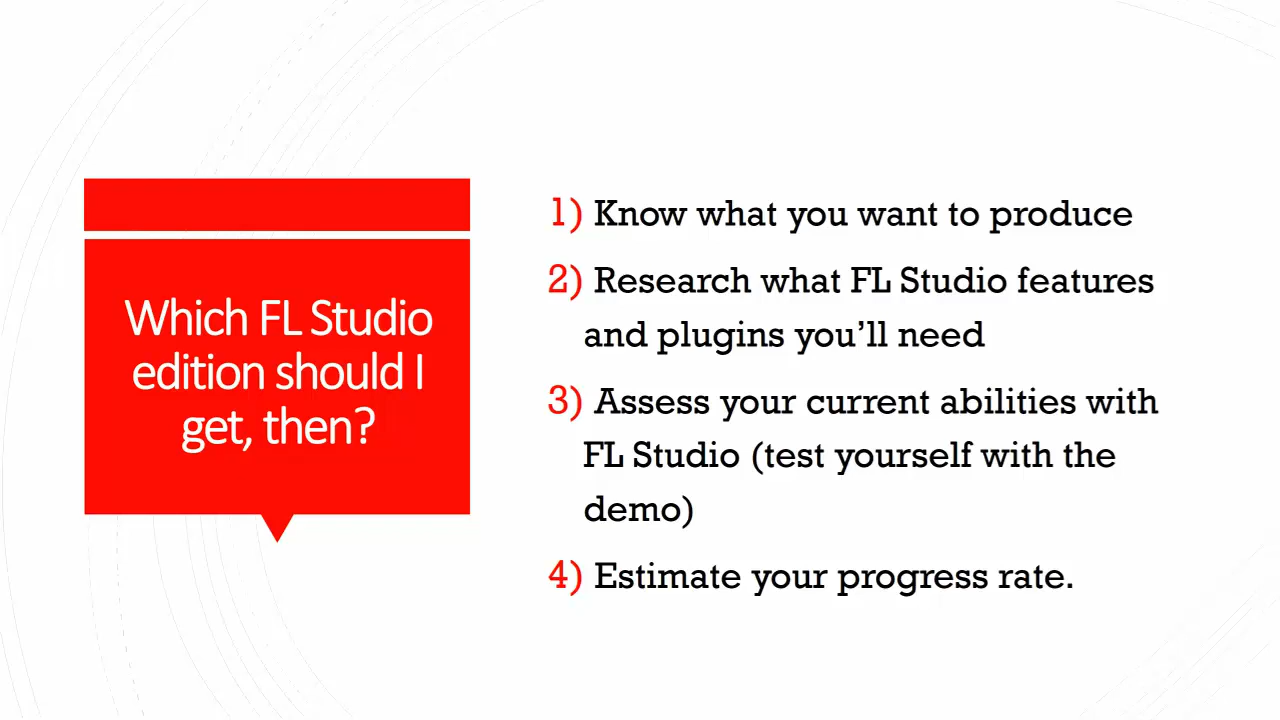 Which FL Studio
edition should I
get, then?
1) Know what you want to produce
2) Research what FL Studio features
and plugins you’ll need
3) Assess your current abilities with
FL Studio (test yourself with the
demo)
4) Estimate your progress rate.